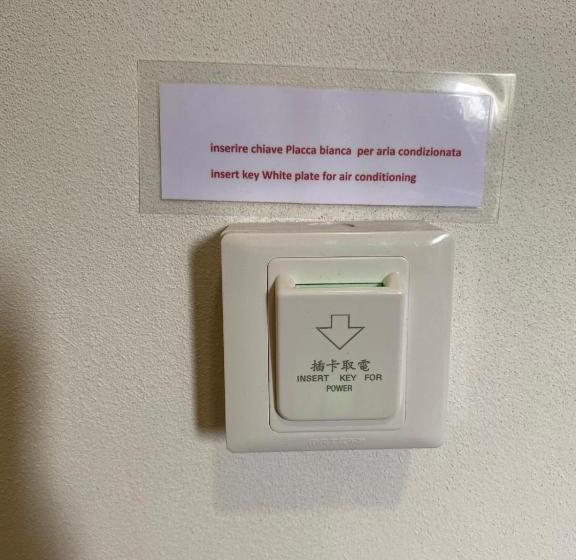 inserire chiave Placca bianca per aria condizionata
insert key White plate for air conditioning
插卡取電
INSERT KEY FOR
POWER